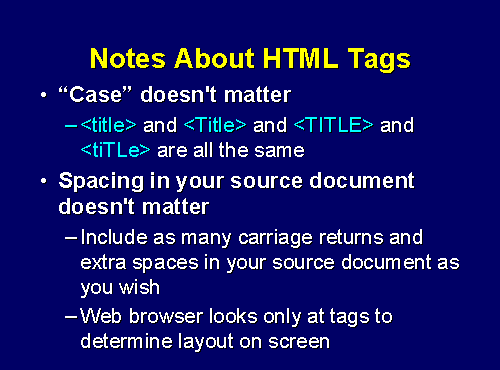 Notes About HTML Tags
• “Case” doesn't matter
–<title> and <Title> and <TITLE> and
<tiTLe> are all the same
• Spacing in your source document
doesn't matter
–Include as many carriage returns and
extra spaces in your source document as
you wish
–Web browser looks only at tags to
determine layout on screen